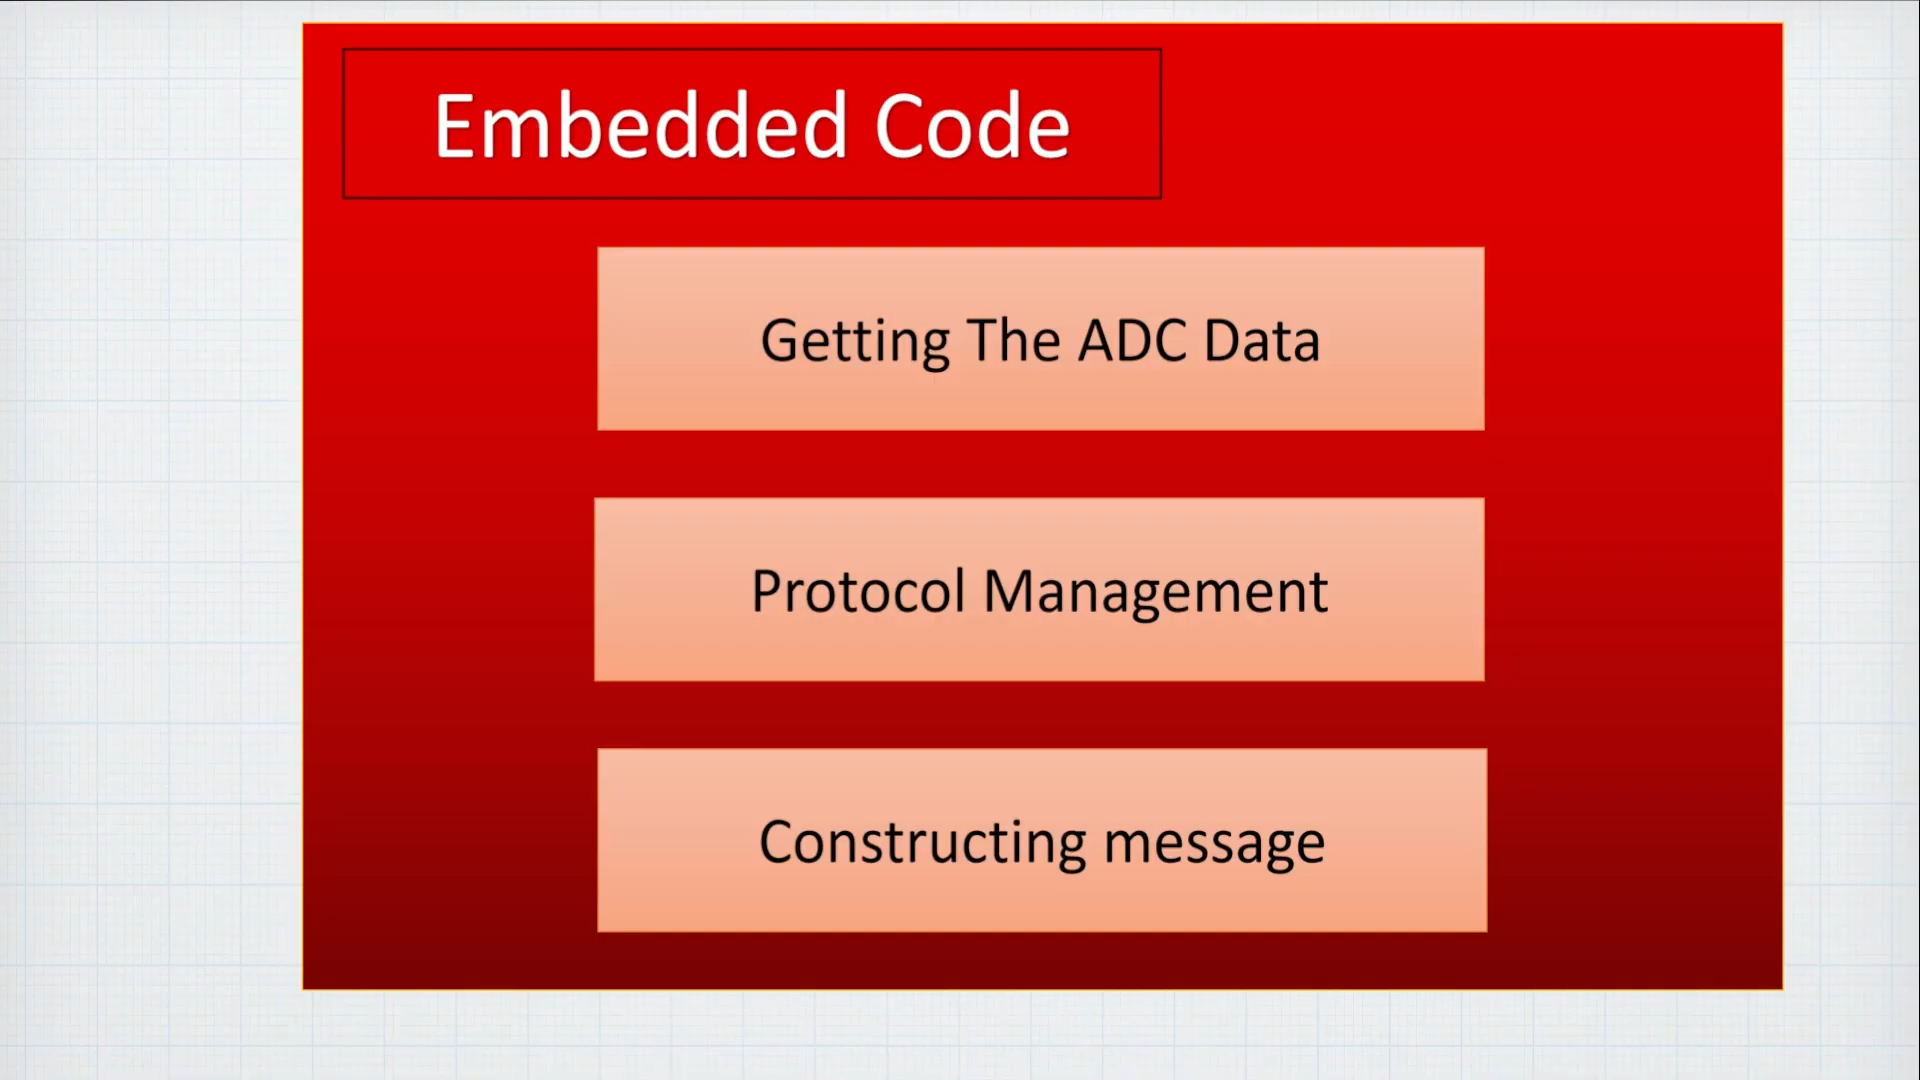 Embedded Code
Getting The ADC Data
Protocol Management
Constructing message